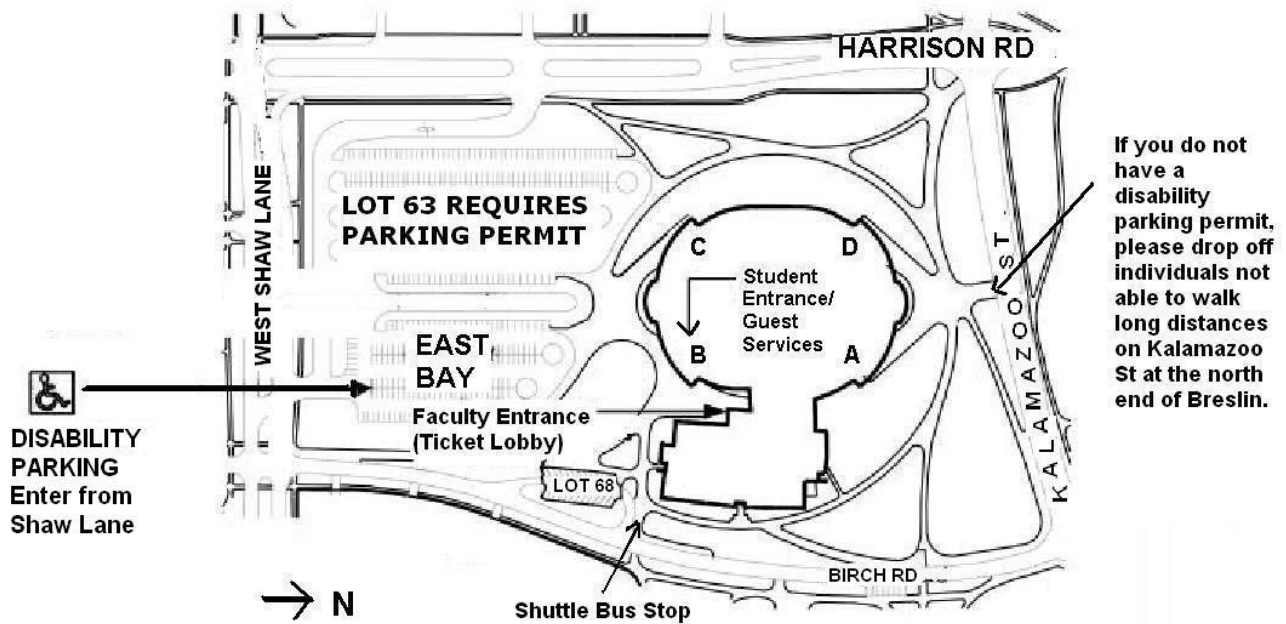 HARRISON RD
WEST SHAW LANE
LOT 63 REQUIRES
PARKING PERMIT
C
D
Student
Entrance/
Guest
Services
B
A
KALAMAZOO ST
If you do not
have a
disability
parking permit,
please drop off
individuals not
able to walk
long distances
on Kalamazoo
St at the north
end of Breslin.
EAST
BAY
Faculty Entrance
(Ticket Lobby)
DISABILITY
PARKING
Enter from
Shaw Lane
LOT 68
BIRCH RD
N
Shuttle Bus Stop